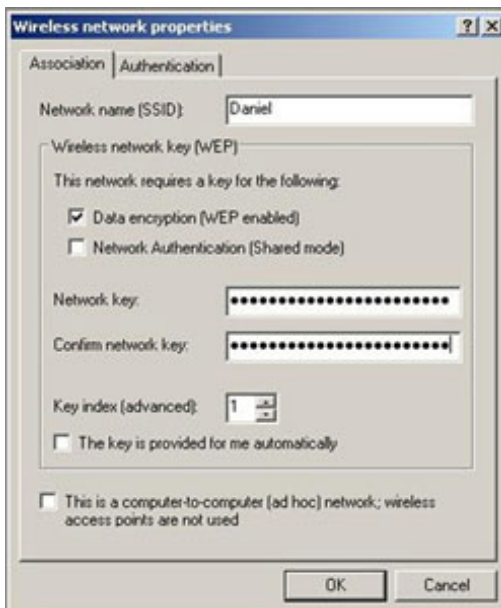 Wireless network properties
Association Authentication
Network name (SSID): Daniel
Wireless network key (WEP)
This network requires a key for the following:
Data encryption (WEP enabled)
Network Authentication (Shared mode)
Network key: ••••••••••••••••••••••••
Confirm network key: ••••••••••••••••••••••••
Key index (advanced): 1
The key is provided for me automatically
This is a computer-to-computer (ad hoc) network; wireless
access points are not used
OK Cancel